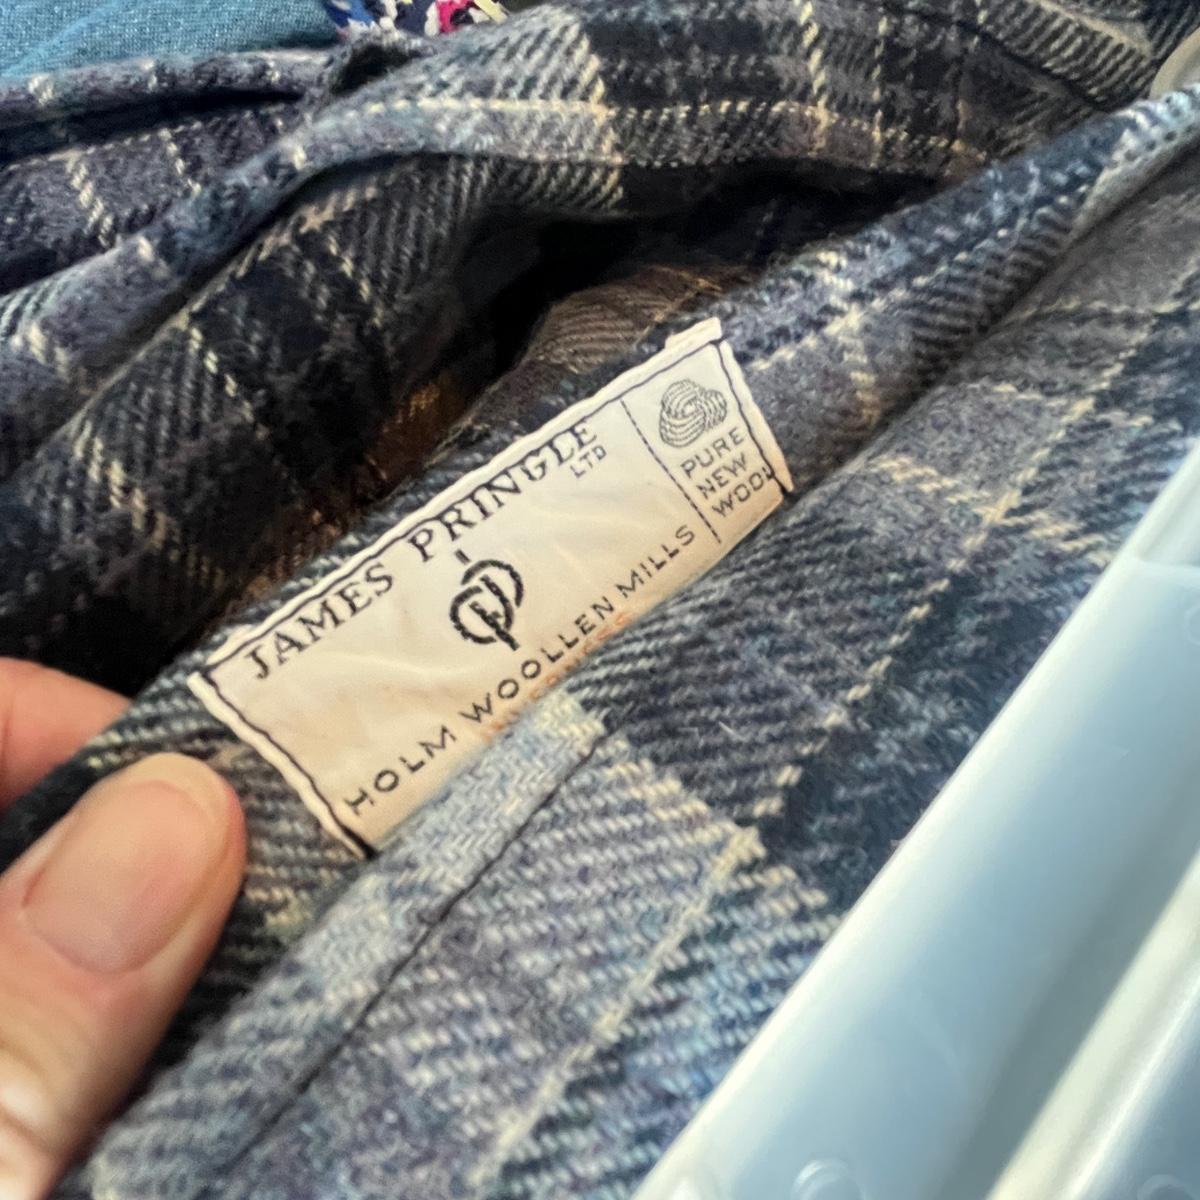 JAMES PRINGLE
LTD
HOLM WOOLLEN MILLS
PURE
NEW
WOOL